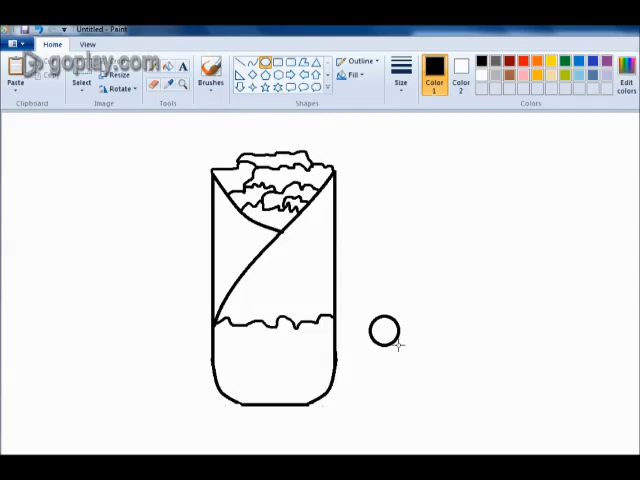 Untitled - Paint
Home View
goplay.com
Paste
Select
Resize
Rotate
A
Brushes
Outline
Fill
Size
Color 1
Color 2
Edit colors
Clipboard
Image
Tools
Shapes
Colors